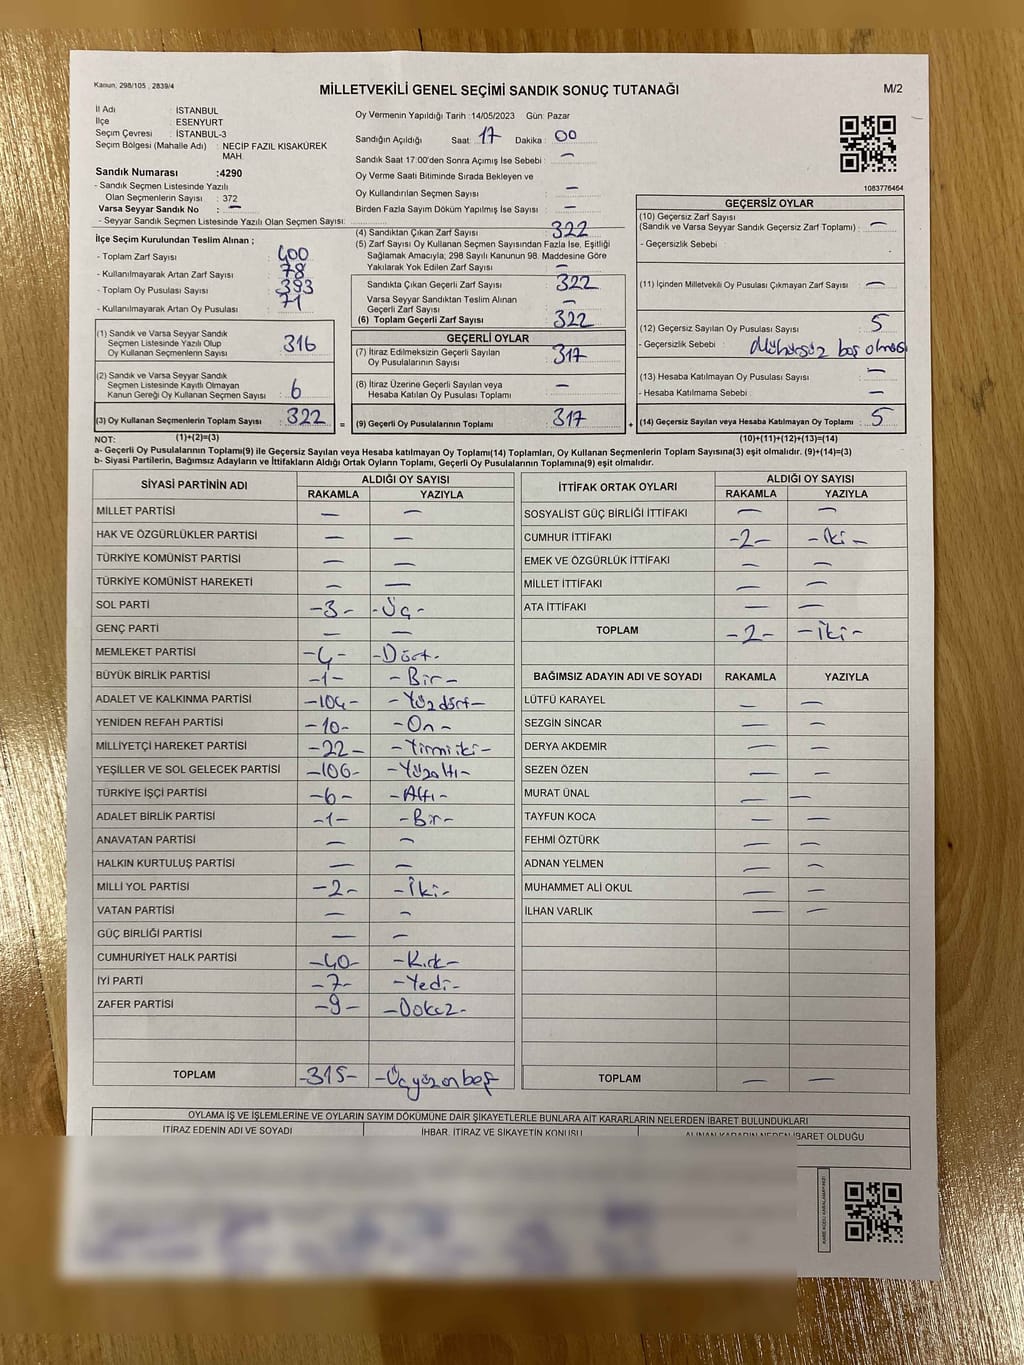 Kanun, 298/105 , 2839/4
MİLLETVEKİLİ GENEL SEÇİMİ SANDIK SONUÇ TUTANAĞI
M/2
İl Adı : İSTANBUL
İlçe : ESENYURT
Seçim Çevresi : İSTANBUL-3
Seçim Bölgesi (Mahalle Adı) : NECİP FAZIL KISAKÜREK MAH.
Sandık Numarası :4290
- Sandık Seçmen Listesinde Yazılı
Olan Seçmenlerin Sayısı : 372
Varsa Seyyar Sandık No : —
- Seyyar Sandık Seçmen Listesinde Yazılı Olan Seçmen Sayısı:
Oy Vermenin Yapıldığı Tarih :14/05/2023 Gün: Pazar
Sandığın Açıldığı Saat: 17 Dakika : 00
Sandık Saat 17:00'den Sonra Açımış İse Sebebi : —
Oy Verme Saati Bitiminde Sırada Bekleyen ve
Oy Kullandırılan Seçmen Sayısı : —
Birden Fazla Sayım Döküm Yapılmış İse Sayısı : —
1083776464
İlçe Seçim Kurulundan Teslim Alınan ;
- Toplam Zarf Sayısı : 400
- Kullanılmayarak Artan Zarf Sayısı : 78
- Toplam Oy Pusulası Sayısı : 393
- Kullanılmayarak Artan Oy Pusulası : 71
(1) Sandık ve Varsa Seyyar Sandık
Seçmen Listesinde Yazılı Olup
Oy Kullanan Seçmenlerin Sayısı : 316
(2) Sandık ve Varsa Seyyar Sandık
Seçmen Listesinde Kayıtlı Olmayan
Kanun Gereği Oy Kullanan Seçmen Sayısı : 6
(3) Oy Kullanan Seçmenlerin Toplam Sayısı : 322
(4) Sandıktan Çıkan Zarf Sayısı : 322
(5) Zarf Sayısı Oy Kullanan Seçmen Sayısından Fazla İse, Eşitliği
Sağlamak Amacıyla; 298 Sayılı Kanunun 98. Maddesine Göre
Yakılarak Yok Edilen Zarf Sayısı : —
Sandıkta Çıkan Geçerli Zarf Sayısı : 322
Varsa Seyyar Sandıktan Teslim Alınan
Geçerli Zarf Sayısı : —
(6) Toplam Geçerli Zarf Sayısı : 322
GEÇERLİ OYLAR
(7) İtiraz Edilmeksizin Geçerli Sayılan
Oy Pusulalarının Sayısı : 317
(8) İtiraz Üzerine Geçerli Sayılan veya
Hesaba Katılan Oy Pusulası Toplamı : —
= (9) Geçerli Oy Pusulalarının Toplamı : 317
GEÇERSİZ OYLAR
(10) Geçersiz Zarf Sayısı
(Sandık ve Varsa Seyyar Sandık Geçersiz Zarf Toplamı) : —
- Geçersizlik Sebebi :
(11) İçinden Milletvekili Oy Pusulası Çıkmayan Zarf Sayısı : —
(12) Geçersiz Sayılan Oy Pusulası Sayısı : 5
- Geçersizlik Sebebi : Mühürsüz boş olması
(13) Hesaba Katılmayan Oy Pusulası Sayısı : —
- Hesaba Katılmama Sebebi : —
+ (14) Geçersiz Sayılan veya Hesaba Katılmayan Oy Toplamı : 5
NOT: (1)+(2)=(3)
(10)+(11)+(12)+(13)=(14)
a- Geçerli Oy Pusulalarının Toplamı(9) ile Geçersiz Sayılan veya Hesaba katılmayan Oy Toplamı(14) Toplamları, Oy Kullanan Seçmenlerin Toplam Sayısına(3) eşit olmalıdır. (9)+(14)=(3)
b- Siyasi Partilerin, Bağımsız Adayların ve İttifakların Aldığı Ortak Oyların Toplamı, Geçerli Oy Pusulalarının Toplamına(9) eşit olmalıdır.
SİYASİ PARTİNİN ADI ALDIĞI OY SAYISI
RAKAMLA YAZIYLA
MİLLET PARTİSİ — —
HAK VE ÖZGÜRLÜKLER PARTİSİ — —
TÜRKİYE KOMÜNİST PARTİSİ — —
TÜRKİYE KOMÜNİST HAREKETİ — —
SOL PARTİ -3- -Üç-
GENÇ PARTİ — —
MEMLEKET PARTİSİ -4- -Dört-
BÜYÜK BİRLİK PARTİSİ -1- -Bir-
ADALET VE KALKINMA PARTİSİ -104- -Yüzdört-
YENİDEN REFAH PARTİSİ -10- -On-
MİLLİYETÇİ HAREKET PARTİSİ -22- -Yirmiiki-
YEŞİLLER VE SOL GELECEK PARTİSİ -106- -Yüzaltı-
TÜRKİYE İŞÇİ PARTİSİ -6- -Altı-
ADALET BİRLİK PARTİSİ -1- -Bir-
ANAVATAN PARTİSİ — —
HALKIN KURTULUŞ PARTİSİ — —
MİLLİ YOL PARTİSİ -2- -İki-
VATAN PARTİSİ — —
GÜÇ BİRLİĞİ PARTİSİ — —
CUMHURİYET HALK PARTİSİ -40- -Kırk-
İYİ PARTİ -7- -Yedi-
ZAFER PARTİSİ -9- -Dokuz-
TOPLAM -315- -Üçyüzonbeş
İTTİFAK ORTAK OYLARI ALDIĞI OY SAYISI
RAKAMLA YAZIYLA
SOSYALİST GÜÇ BİRLİĞİ İTTİFAKI — —
CUMHUR İTTİFAKI -2- -İki-
EMEK VE ÖZGÜRLÜK İTTİFAKI — —
MİLLET İTTİFAKI — —
ATA İTTİFAKI — —
TOPLAM -2- -İki-
BAĞIMSIZ ADAYIN ADI VE SOYADI RAKAMLA YAZIYLA
LÜTFÜ KARAYEL — —
SEZGİN SİNCAR — —
DERYA AKDEMİR — —
SEZEN ÖZEN — —
MURAT ÜNAL — —
TAYFUN KOCA — —
FEHMİ ÖZTÜRK — —
ADNAN YELMEN — —
MUHAMMET ALİ OKUL — —
İLHAN VARLIK — —
TOPLAM — —
OYLAMA İŞ VE İŞLEMLERİNE VE OYLARIN SAYIM DÖKÜMÜNE DAİR ŞİKAYETLERLE BUNLARA AİT KARARLARIN NELERDEN İBARET BULUNDUKLARI
İTİRAZ EDENİN ADI VE SOYADI İHBAR, İTİRAZ VE ŞİKAYETİN KONUSU ALINAN KARARIN NEDEN İBARET OLDUĞU